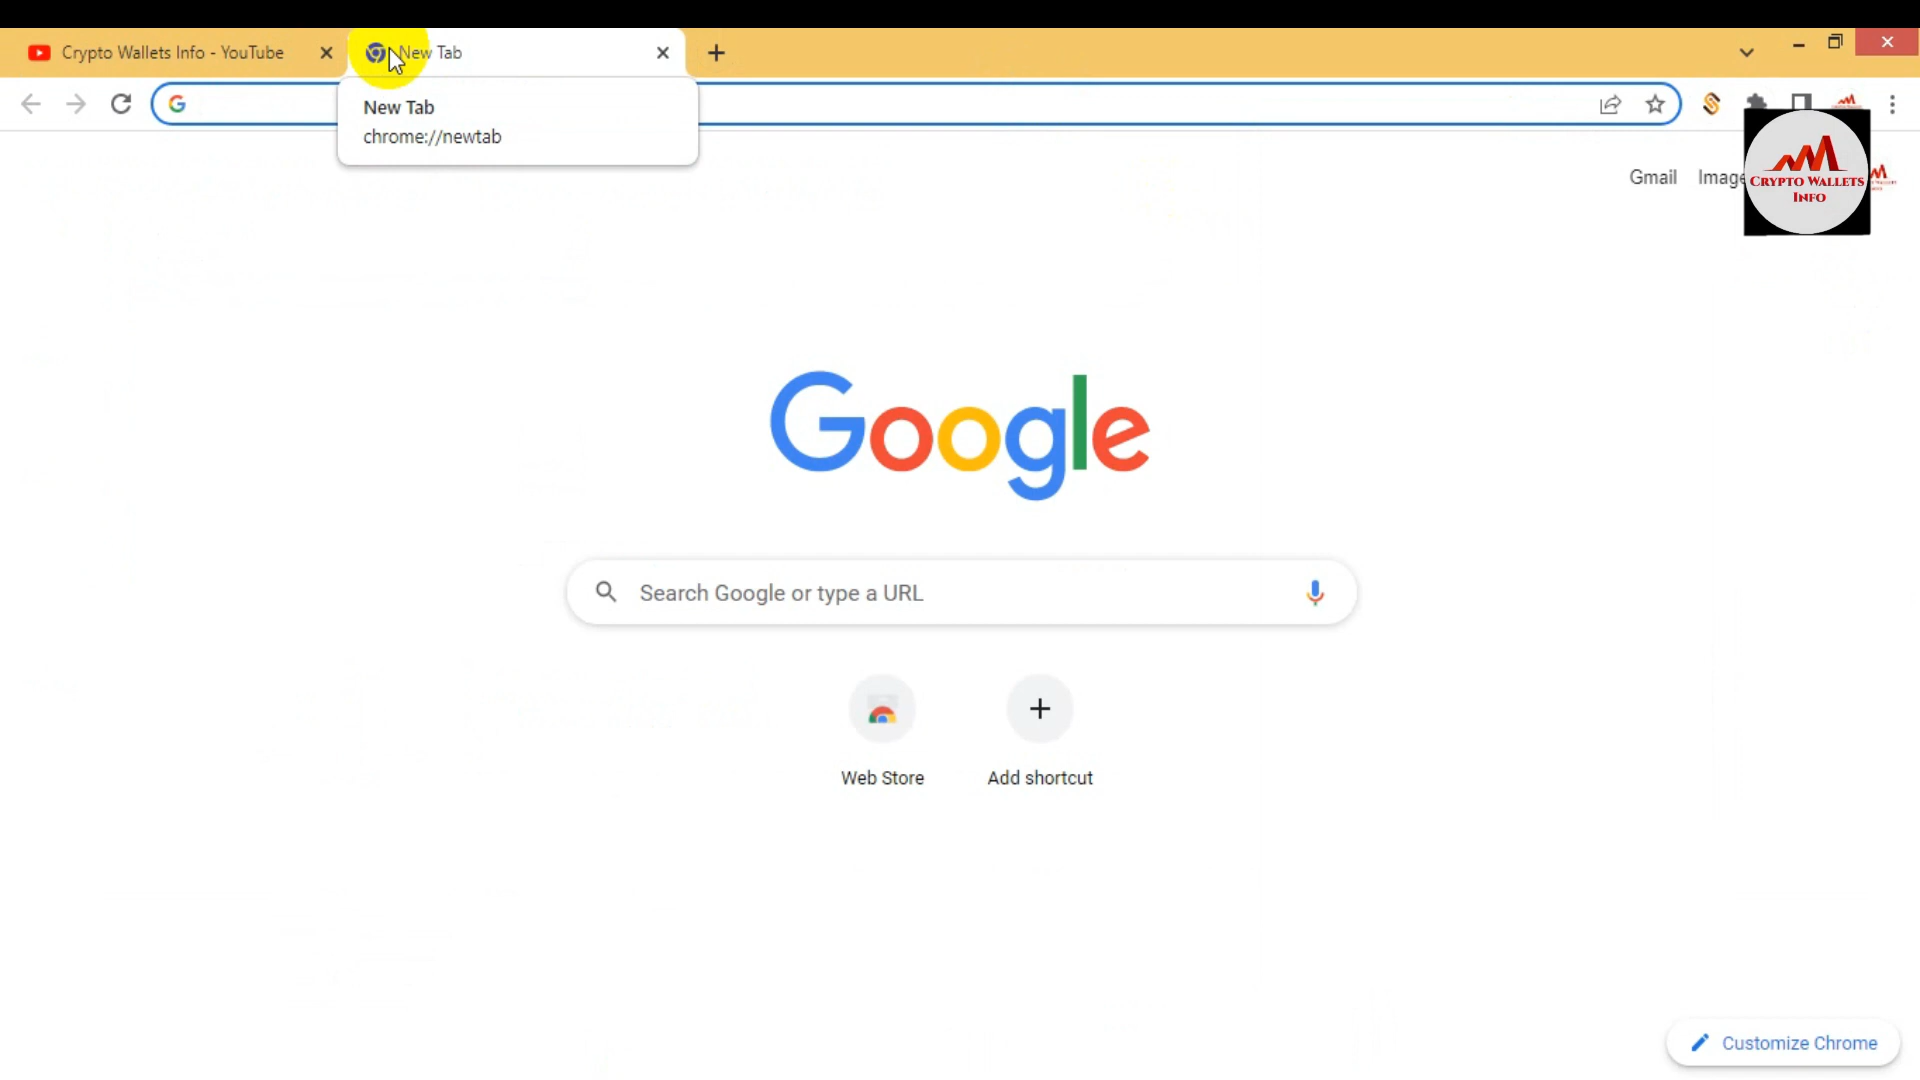 Crypto Wallets Info - YouTube
New Tab
New Tab
chrome://newtab
Gmail
CRYPTO WALLETS
INFO
Google
Search Google or type a URL
Web Store
Add shortcut
Customize Chrome